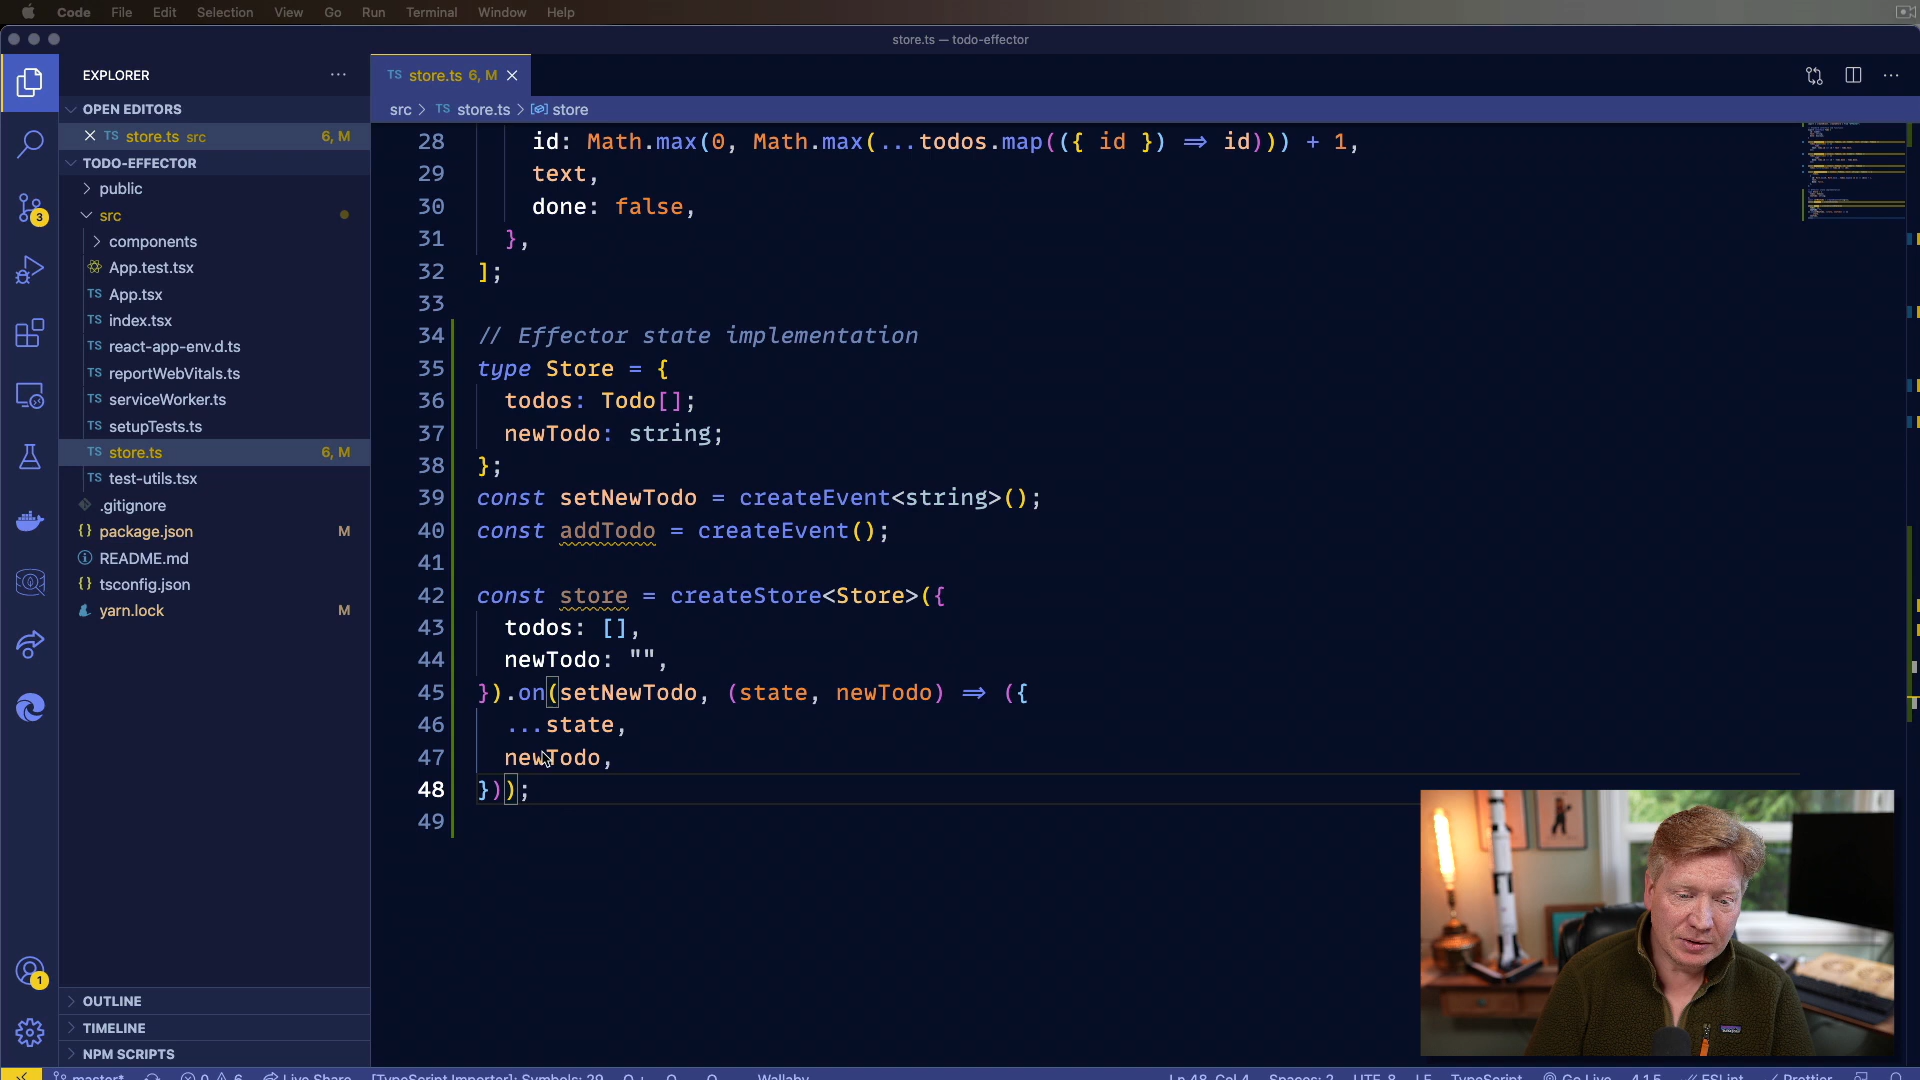 Code File Edit Selection View Go Run Terminal Window Help
store.ts — todo-effector
EXPLORER
OPEN EDITORS
TS store.ts src 6, M
TODO-EFFECTOR
public
src
components
App.test.tsx
TS App.tsx
TS index.tsx
TS react-app-env.d.ts
TS reportWebVitals.ts
TS serviceWorker.ts
TS setupTests.ts
TS store.ts 6, M
TS test-utils.tsx
.gitignore
{} package.json M
README.md
{} tsconfig.json
yarn.lock M
OUTLINE
TIMELINE
NPM SCRIPTS
3
1
TS store.ts 6, M
src > TS store.ts > store
28 id: Math.max(0, Math.max(...todos.map(({ id }) => id))) + 1,
29 text,
30 done: false,
31 },
32 ];
33
34 // Effector state implementation
35 type Store = {
36 todos: Todo[];
37 newTodo: string;
38 };
39 const setNewTodo = createEvent<string>();
40 const addTodo = createEvent();
41
42 const store = createStore<Store>({
43 todos: [],
44 newTodo: "",
45 }).on(setNewTodo, (state, newTodo) => ({
46 ...state,
47 newTodo,
48 }));
49
master* 0 6 Live Share [TypeScript Importer]: Symbols: 29 Wallaby Ln 48, Col 4 Spaces: 2 UTF-8 LF TypeScript Go Live 4.1.5 ESLint Prettier